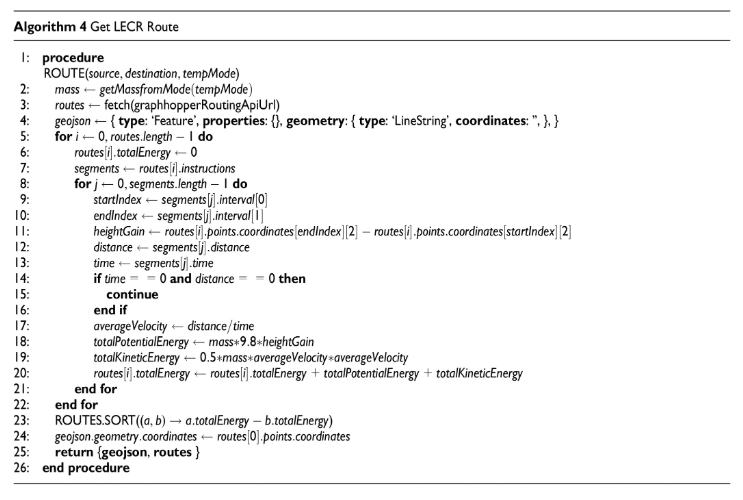 Algorithm 4 Get LECR Route
1: procedure
ROUTE(source, destination, tempMode)
2: mass ← getMassfromMode(tempMode)
3: routes ← fetch(graphhopperRoutingApiUrl)
4: geojson ← { type: 'Feature', properties: {}, geometry: { type: 'LineString', coordinates: '', }, }
5: for i ← 0, routes.length − 1 do
6: routes[i].totalEnergy ← 0
7: segments ← routes[i].instructions
8: for j ← 0, segments.length − 1 do
9: startIndex ← segments[j].interval[0]
10: endIndex ← segments[j].interval[1]
11: heightGain ← routes[i].points.coordinates[endIndex][2] − routes[i].points.coordinates[startIndex][2]
12: distance ← segments[j].distance
13: time ← segments[j].time
14: if time = = 0 and distance = = 0 then
15: continue
16: end if
17: averageVelocity ← distance/time
18: totalPotentialEnergy ← mass*9.8*heightGain
19: totalKineticEnergy ← 0.5*mass*averageVelocity*averageVelocity
20: routes[i].totalEnergy ← routes[i].totalEnergy + totalPotentialEnergy + totalKineticEnergy
21: end for
22: end for
23: ROUTES.SORT((a, b) → a.totalEnergy − b.totalEnergy)
24: geojson.geometry.coordinates ← routes[0].points.coordinates
25: return {geojson, routes }
26: end procedure